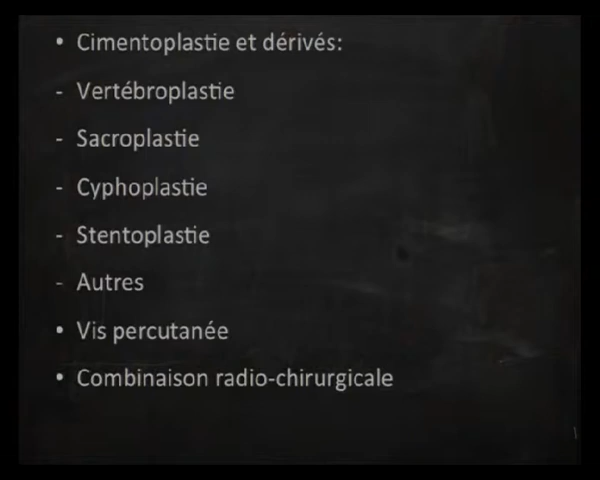 • Cimentoplastie et dérivés:
- Vertébroplastie
- Sacroplastie
- Cyphoplastie
- Stentoplastie
- Autres
• Vis percutanée
• Combinaison radio-chirurgicale